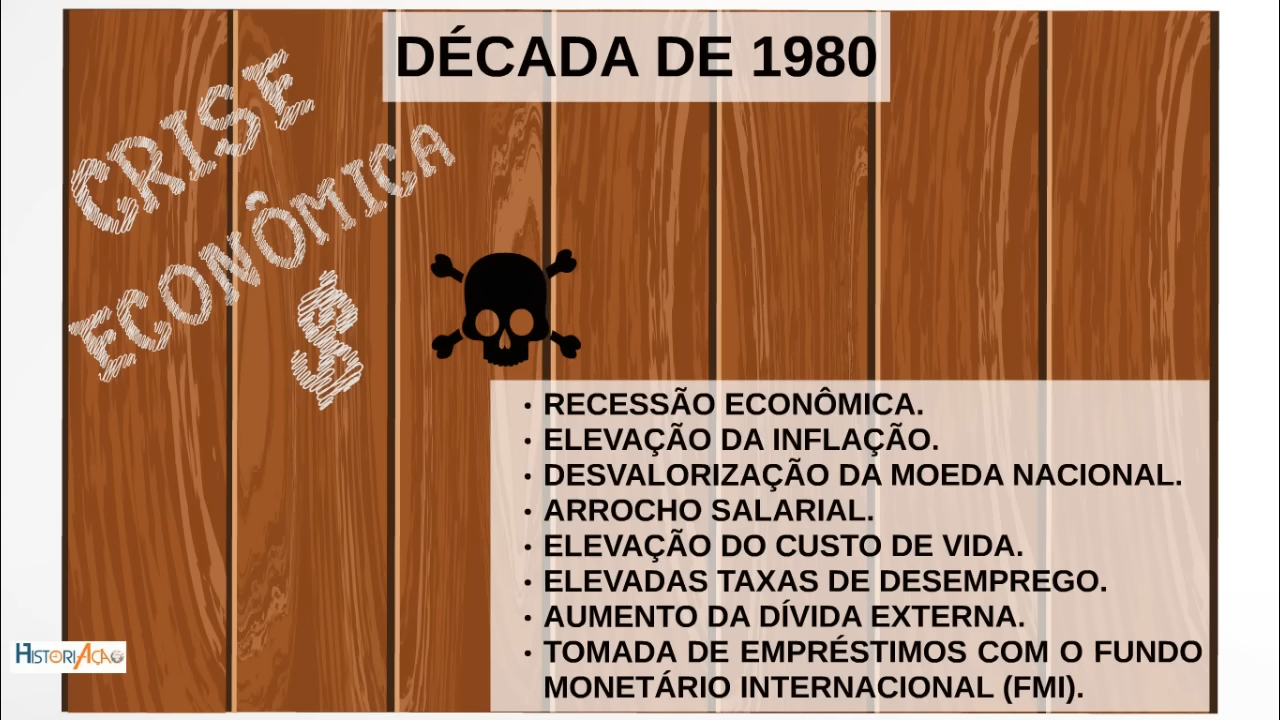 DÉCADA DE 1980
CRISE
ECONÔMICA
$
• RECESSÃO ECONÔMICA.
• ELEVAÇÃO DA INFLAÇÃO.
• DESVALORIZAÇÃO DA MOEDA NACIONAL.
• ARROCHO SALARIAL.
• ELEVAÇÃO DO CUSTO DE VIDA.
• ELEVADAS TAXAS DE DESEMPREGO.
• AUMENTO DA DÍVIDA EXTERNA.
• TOMADA DE EMPRÉSTIMOS COM O FUNDO
MONETÁRIO INTERNACIONAL (FMI).
HISTORIAÇÃO